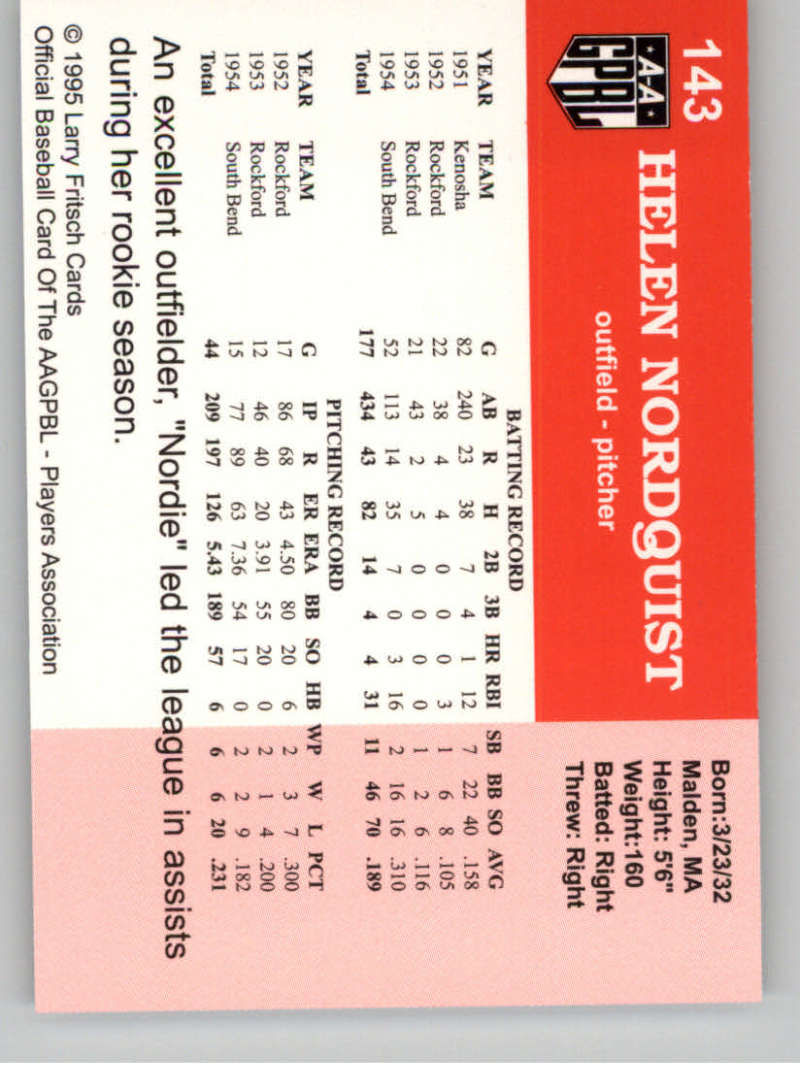 143
A-A
GPBL
HELEN NORDQUIST
outfield - pitcher
Born:3/23/32
Malden, MA
Height: 5'6"
Weight:160
Batted: Right
Threw: Right
BATTING RECORD
YEAR TEAM G AB R H 2B 3B HR RBI SB BB SO AVG
1951 Kenosha 82 240 23 38 7 4 1 12 7 22 40 .158
1952 Rockford 22 38 4 4 0 0 0 3 1 6 8 .105
1953 Rockford 21 43 2 5 0 0 0 0 1 2 6 .116
1954 South Bend 52 113 14 35 7 0 3 16 2 16 16 .310
Total 177 434 43 82 14 4 4 31 11 46 70 .189
PITCHING RECORD
YEAR TEAM G IP R ER ERA BB SO HB WP W L PCT
1952 Rockford 17 86 68 43 4.50 80 20 6 2 3 7 .300
1953 Rockford 12 46 40 20 3.91 55 20 0 2 1 4 .200
1954 South Bend 15 77 89 63 7.36 54 17 0 2 2 9 .182
Total 44 209 197 126 5.43 189 57 6 6 6 20 .231
An excellent outfielder, "Nordie" led the league in assists
during her rookie season.
© 1995 Larry Fritsch Cards
Official Baseball Card Of The AAGPBL - Players Association